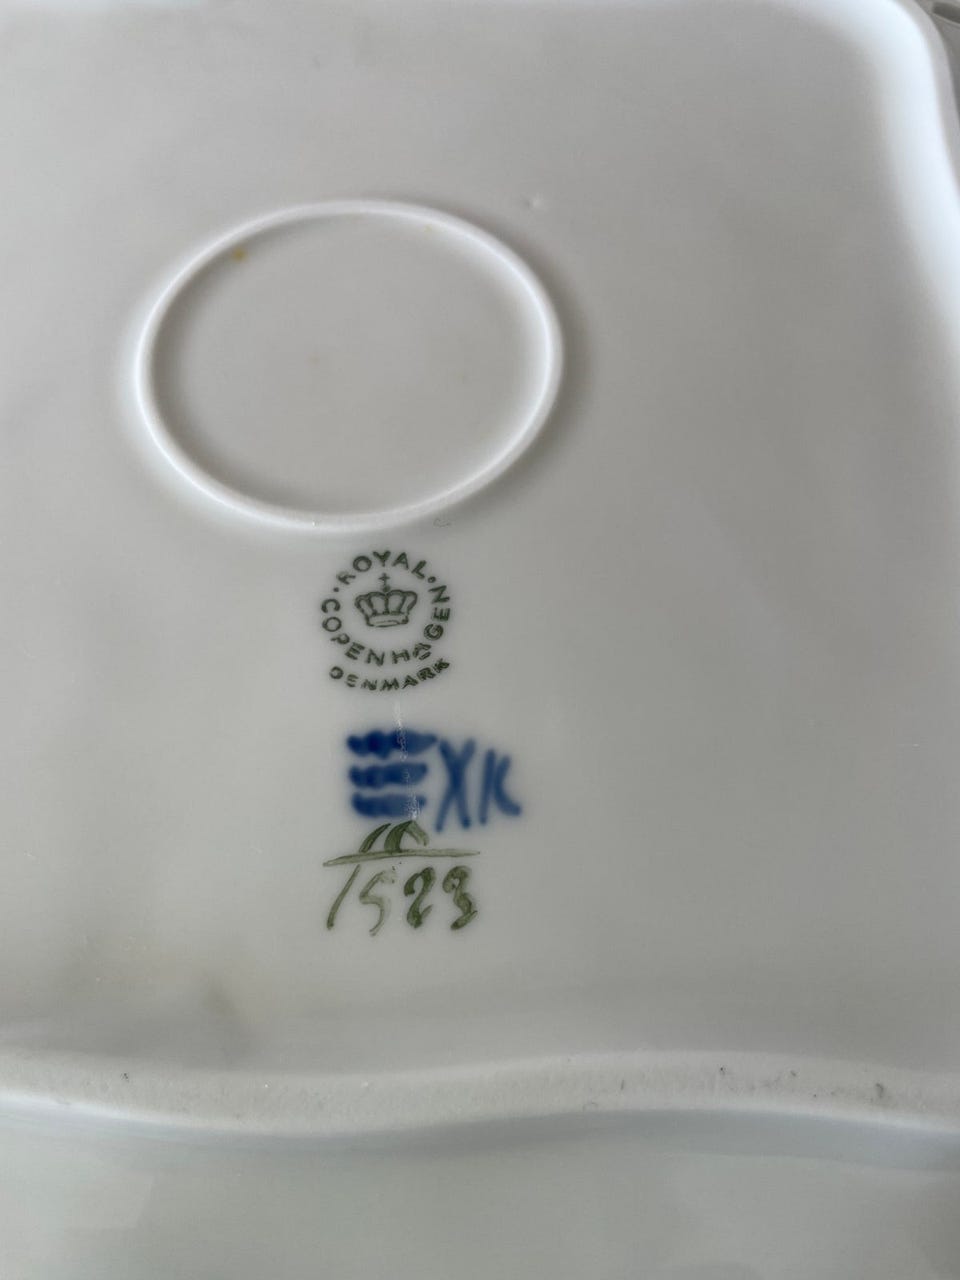 ROYAL
COPENHAGEN
DENMARK
XK
1523